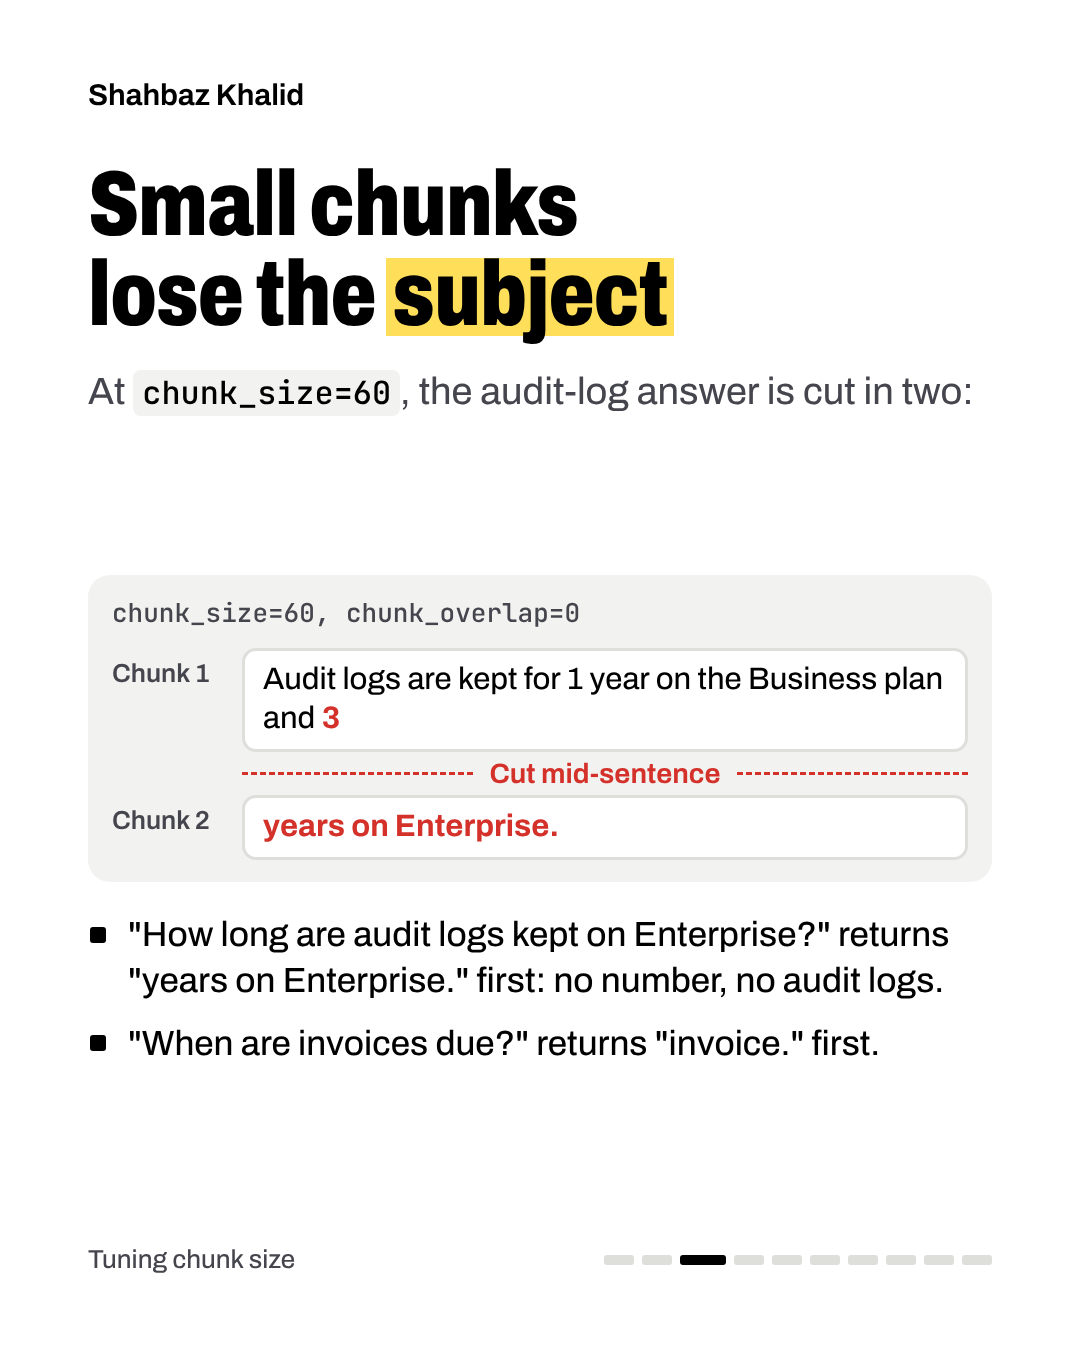 Shahbaz Khalid
Small chunks
lose the subject
At chunk_size=60, the audit-log answer is cut in two:
chunk_size=60, chunk_overlap=0
Chunk 1
Audit logs are kept for 1 year on the Business plan
and 3
Cut mid-sentence
Chunk 2
years on Enterprise.
"How long are audit logs kept on Enterprise?" returns
"years on Enterprise." first: no number, no audit logs.
"When are invoices due?" returns "invoice." first.
Tuning chunk size